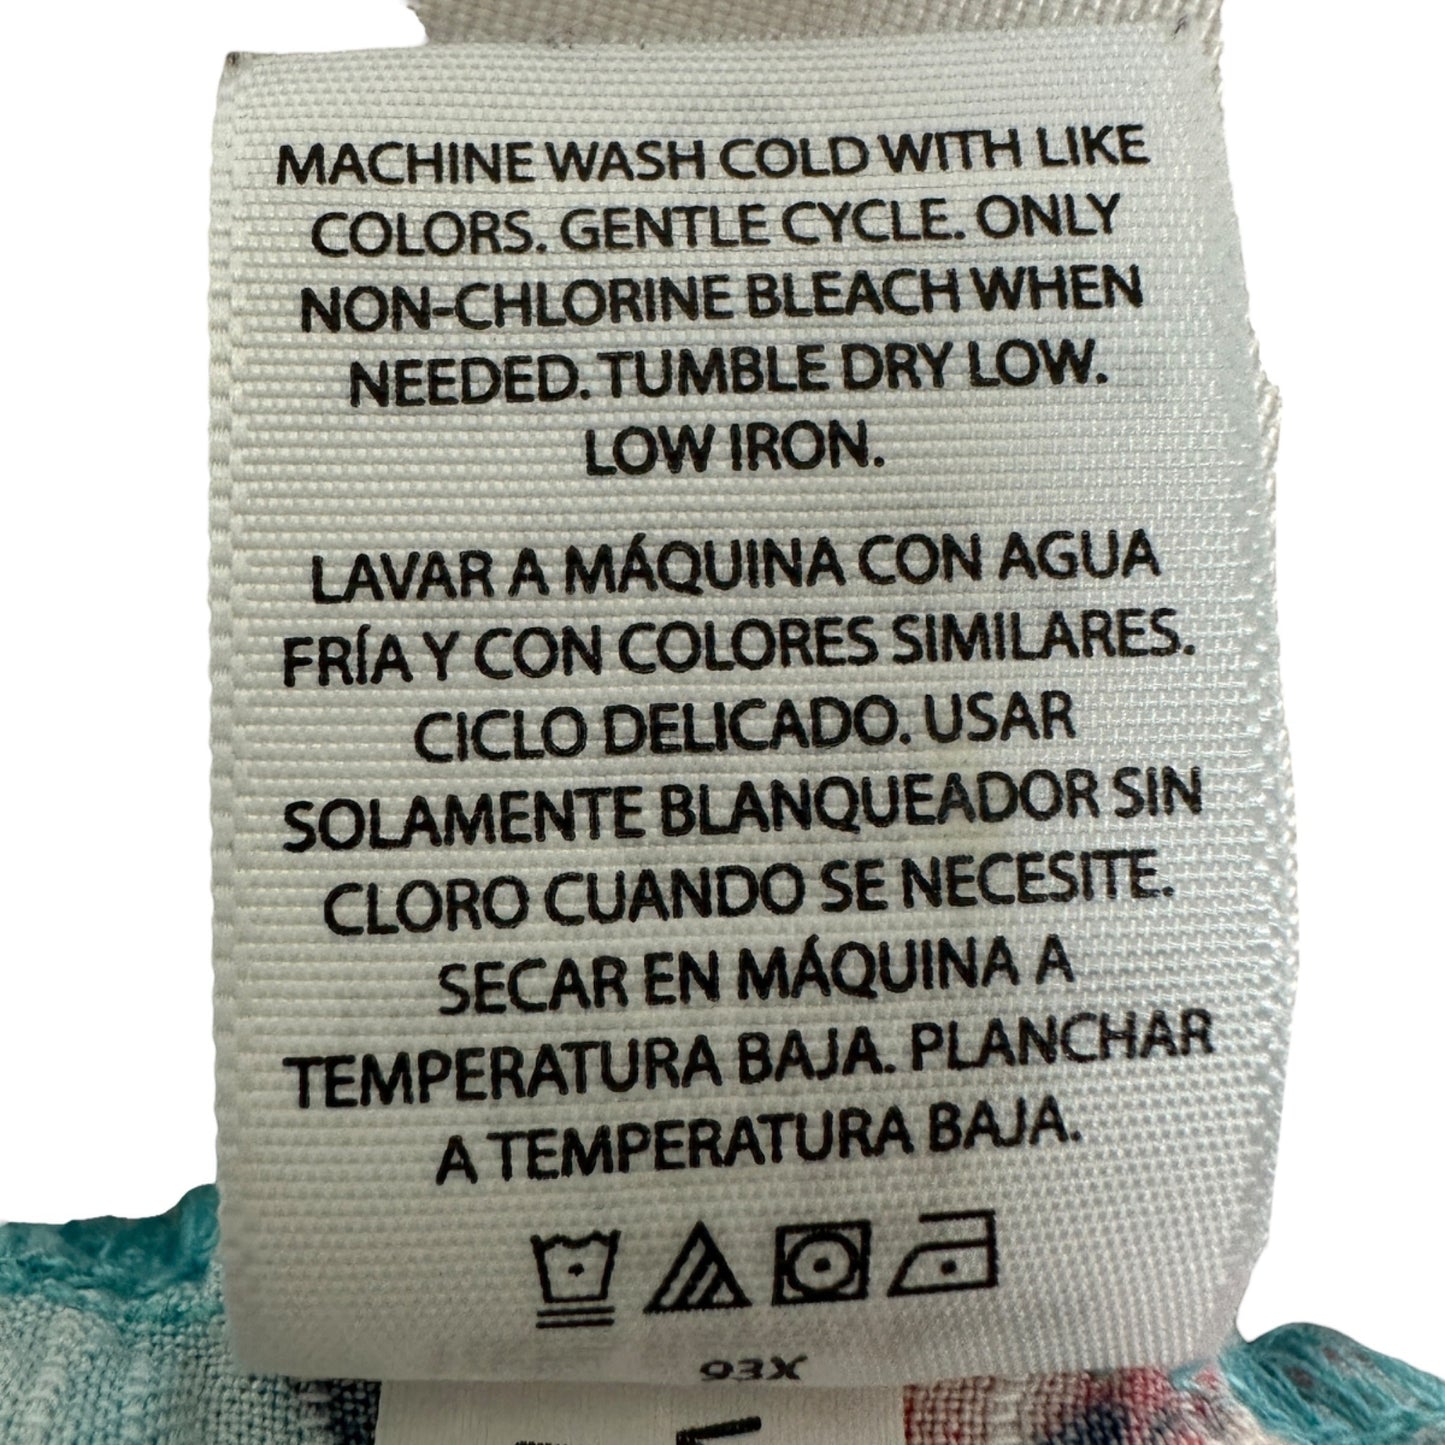 MACHINE WASH COLD WITH LIKE
COLORS. GENTLE CYCLE. ONLY
NON-CHLORINE BLEACH WHEN
NEEDED. TUMBLE DRY LOW.
LOW IRON.
LAVAR A MÁQUINA CON AGUA
FRÍA Y CON COLORES SIMILARES.
CICLO DELICADO. USAR
SOLAMENTE BLANQUEADOR SIN
CLORO CUANDO SE NECESITE.
SECAR EN MÁQUINA A
TEMPERATURA BAJA. PLANCHAR
A TEMPERATURA BAJA.
93X